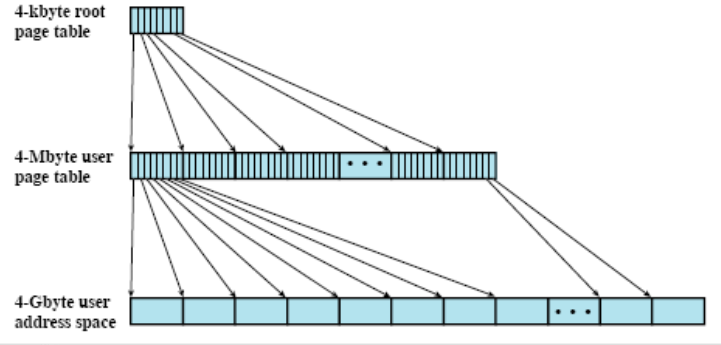 4-kbyte root
page table
4-Mbyte user
page table
• • •
4-Gbyte user
address space
• • •